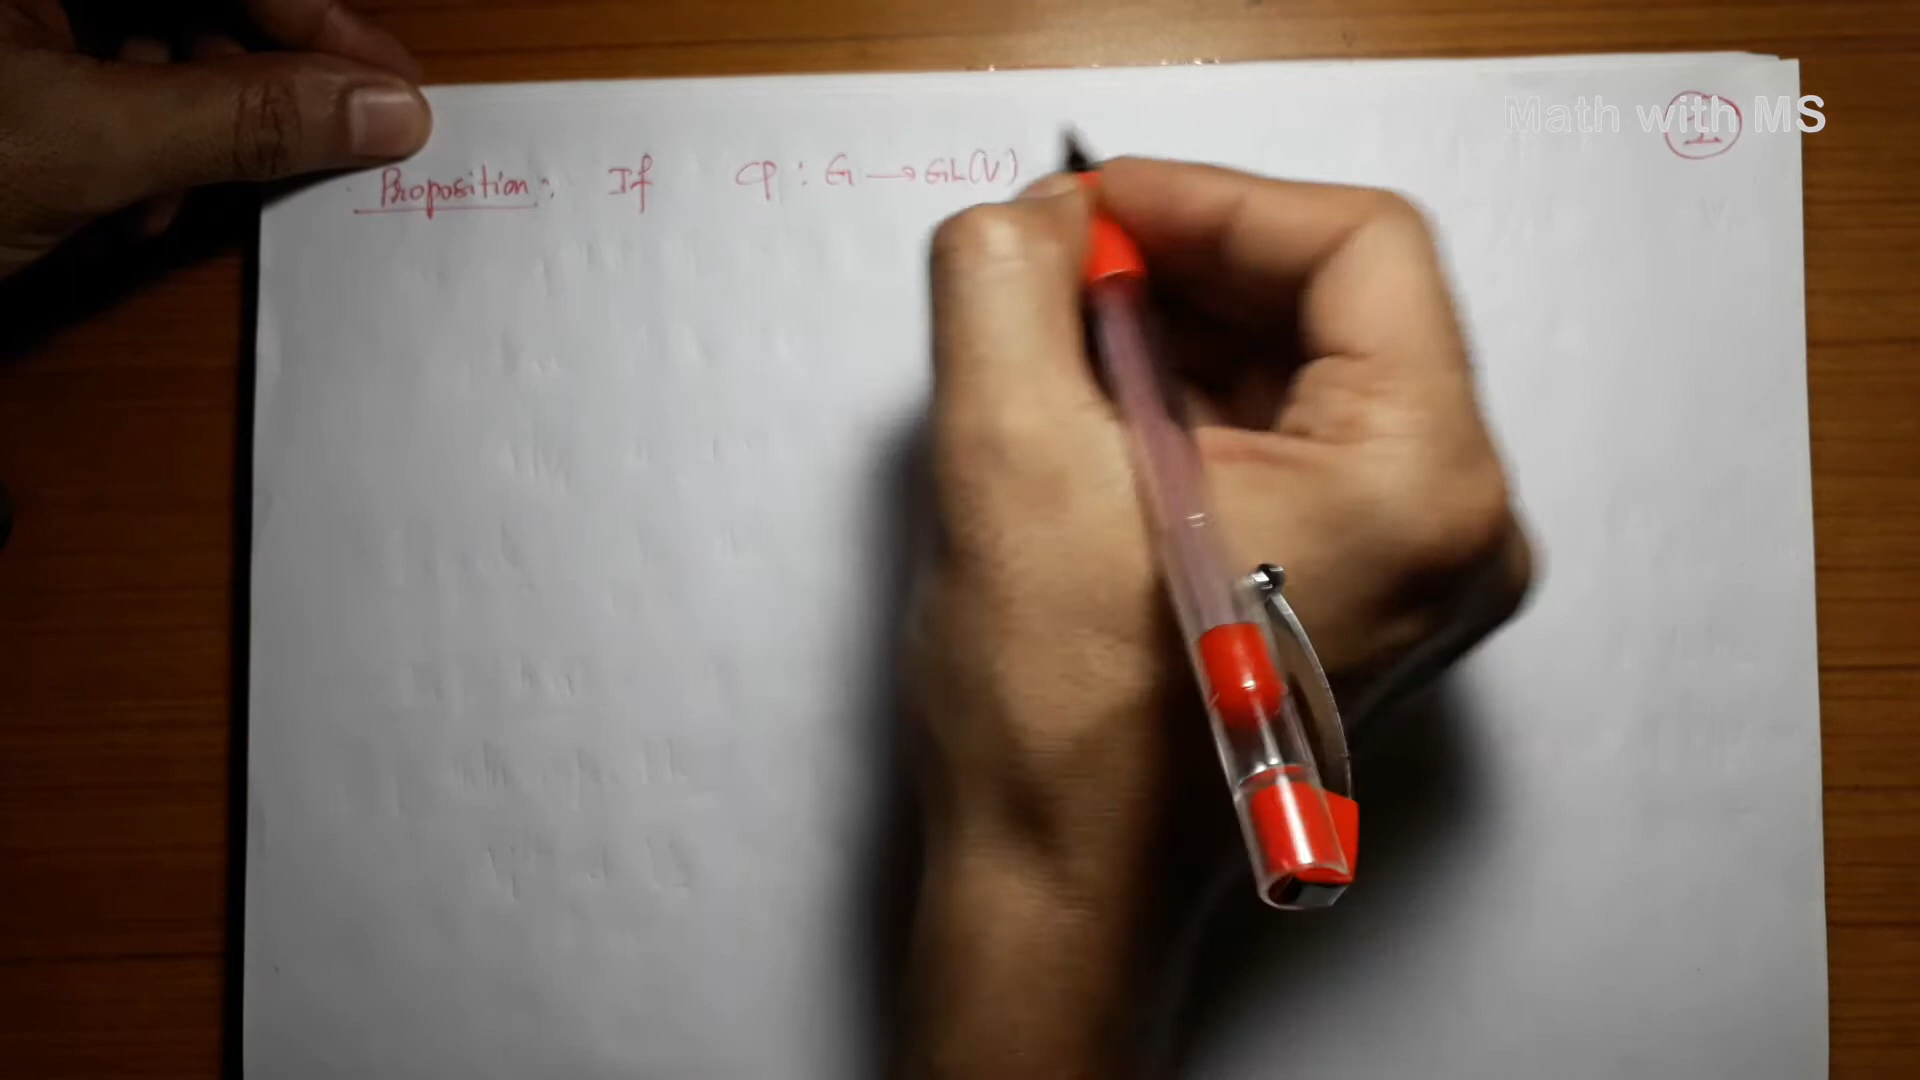 Math with MS
1
Proposition: If φ : G → GL(V)